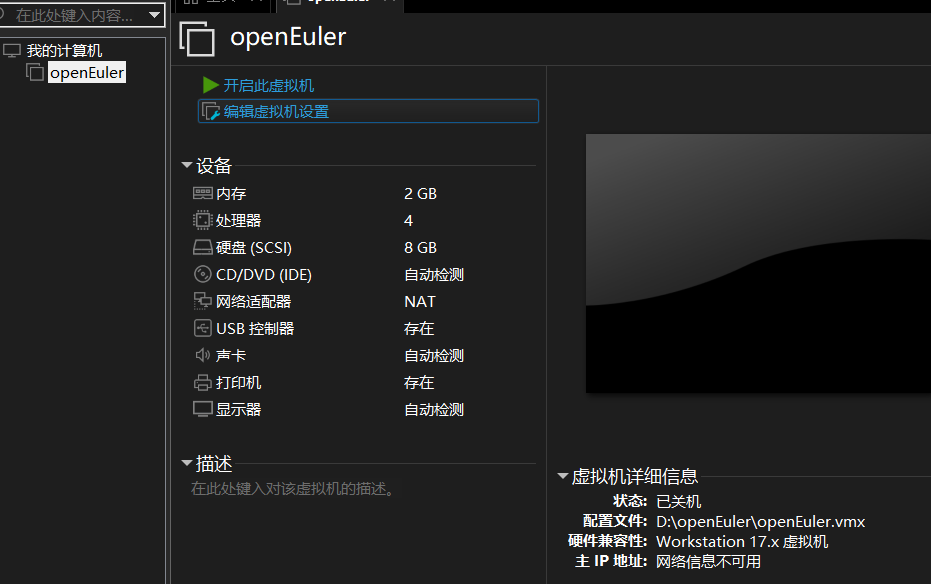 在此处键入内容...
我的计算机
openEuler
openEuler
开启此虚拟机
编辑虚拟机设置
设备
内存 2 GB
处理器 4
硬盘 (SCSI) 8 GB
CD/DVD (IDE) 自动检测
网络适配器 NAT
USB 控制器 存在
声卡 自动检测
打印机 存在
显示器 自动检测
描述
在此处键入对该虚拟机的描述。
虚拟机详细信息
状态: 已关机
配置文件: D:\openEuler\openEuler.vmx
硬件兼容性: Workstation 17.x 虚拟机
主 IP 地址: 网络信息不可用